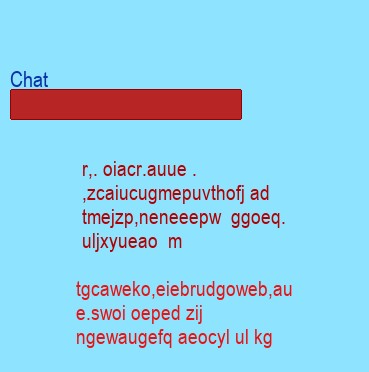 Chat
r,. oiacr.auue .
,zcaiucugmepuvthofj ad
tmejzp,neneeepw  ggoeq.
uljxyueao  m
tgcaweko,eiebrudgoweb,au
e.swoi oeped zij
ngewaugefq aeocyl ul kg